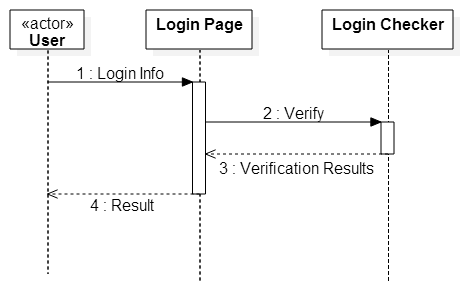 «actor»
User
Login Page
Login Checker
1 : Login Info
2 : Verify
3 : Verification Results
4 : Result